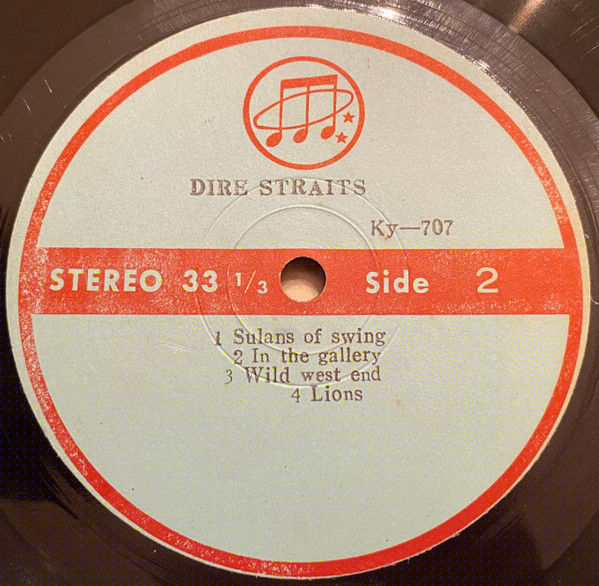 DIRE STRAITS
Ky—707
STEREO 33 1/3 Side 2
1 Sulans of swing
2 In the gallery
3 Wild west end
4 Lions